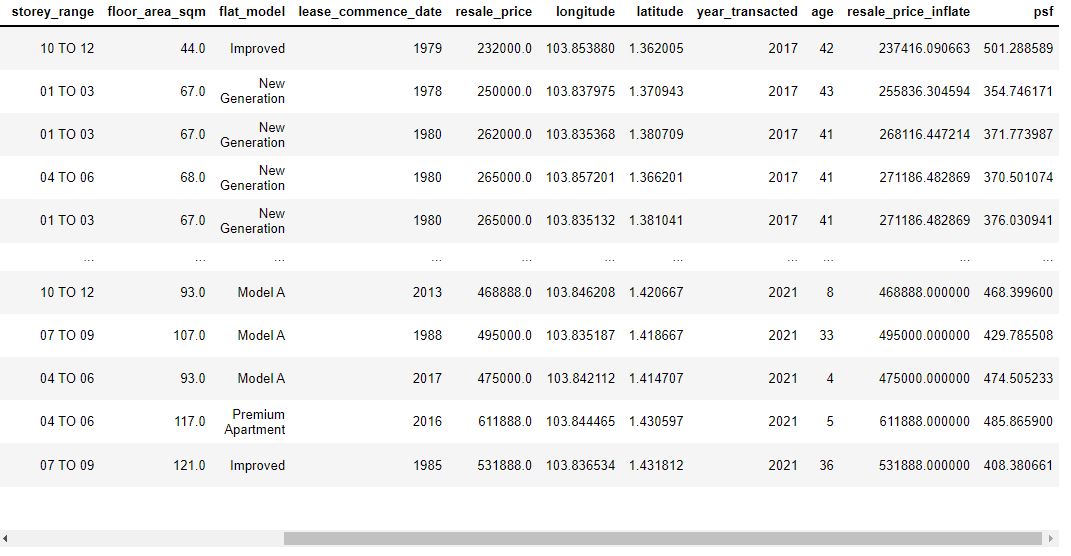 storey_range floor_area_sqm flat_model lease_commence_date resale_price longitude latitude year_transacted age resale_price_inflate psf
10 TO 12 44.0 Improved 1979 232000.0 103.853880 1.362005 2017 42 237416.090663 501.288589
01 TO 03 67.0 New Generation 1978 250000.0 103.837975 1.370943 2017 43 255836.304594 354.746171
01 TO 03 67.0 New Generation 1980 262000.0 103.835368 1.380709 2017 41 268116.447214 371.773987
04 TO 06 68.0 New Generation 1980 265000.0 103.857201 1.366201 2017 41 271186.482869 370.501074
01 TO 03 67.0 New Generation 1980 265000.0 103.835132 1.381041 2017 41 271186.482869 376.030941
... ... ... ... ... ... ... ... ... ... ...
10 TO 12 93.0 Model A 2013 468888.0 103.846208 1.420667 2021 8 468888.000000 468.399600
07 TO 09 107.0 Model A 1988 495000.0 103.835187 1.418667 2021 33 495000.000000 429.785508
04 TO 06 93.0 Model A 2017 475000.0 103.842112 1.414707 2021 4 475000.000000 474.505233
04 TO 06 117.0 Premium Apartment 2016 611888.0 103.844465 1.430597 2021 5 611888.000000 485.865900
07 TO 09 121.0 Improved 1985 531888.0 103.836534 1.431812 2021 36 531888.000000 408.380661